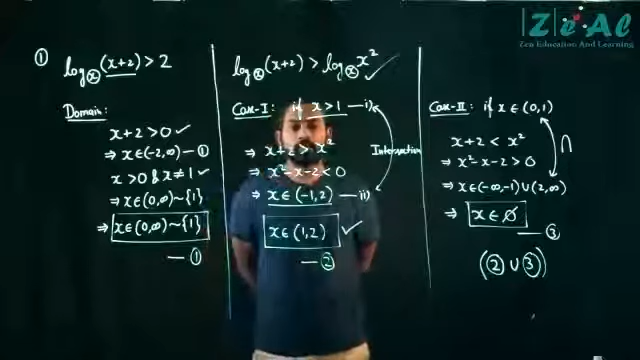 ZeAl
Zen Education And Learning
① log_ⓧ (x+2) > 2
Domain:
x+2 > 0 ✓
⇒ x∈(-2,∞) — ①
x > 0 & x ≠ 1 ✓
⇒ x∈(0,∞) ~ {1}
⇒ x∈(0,∞) ~ {1}
— ①
log_ⓧ (x+2) > log_ⓧ x² ✓
Case-I: if x > 1 — i)
⇒ x+2 > x²
⇒ x²-x-2 < 0
⇒ x∈(-1,2) — ii)
Intersection
x∈(1,2) ✓
— ②
Case-II: if x∈(0,1)
x+2 < x²
⇒ x²-x-2 > 0
⇒ x∈(-∞,-1)∪(2,∞)
∩
⇒ x∈∅
— ③
(② ∪ ③)